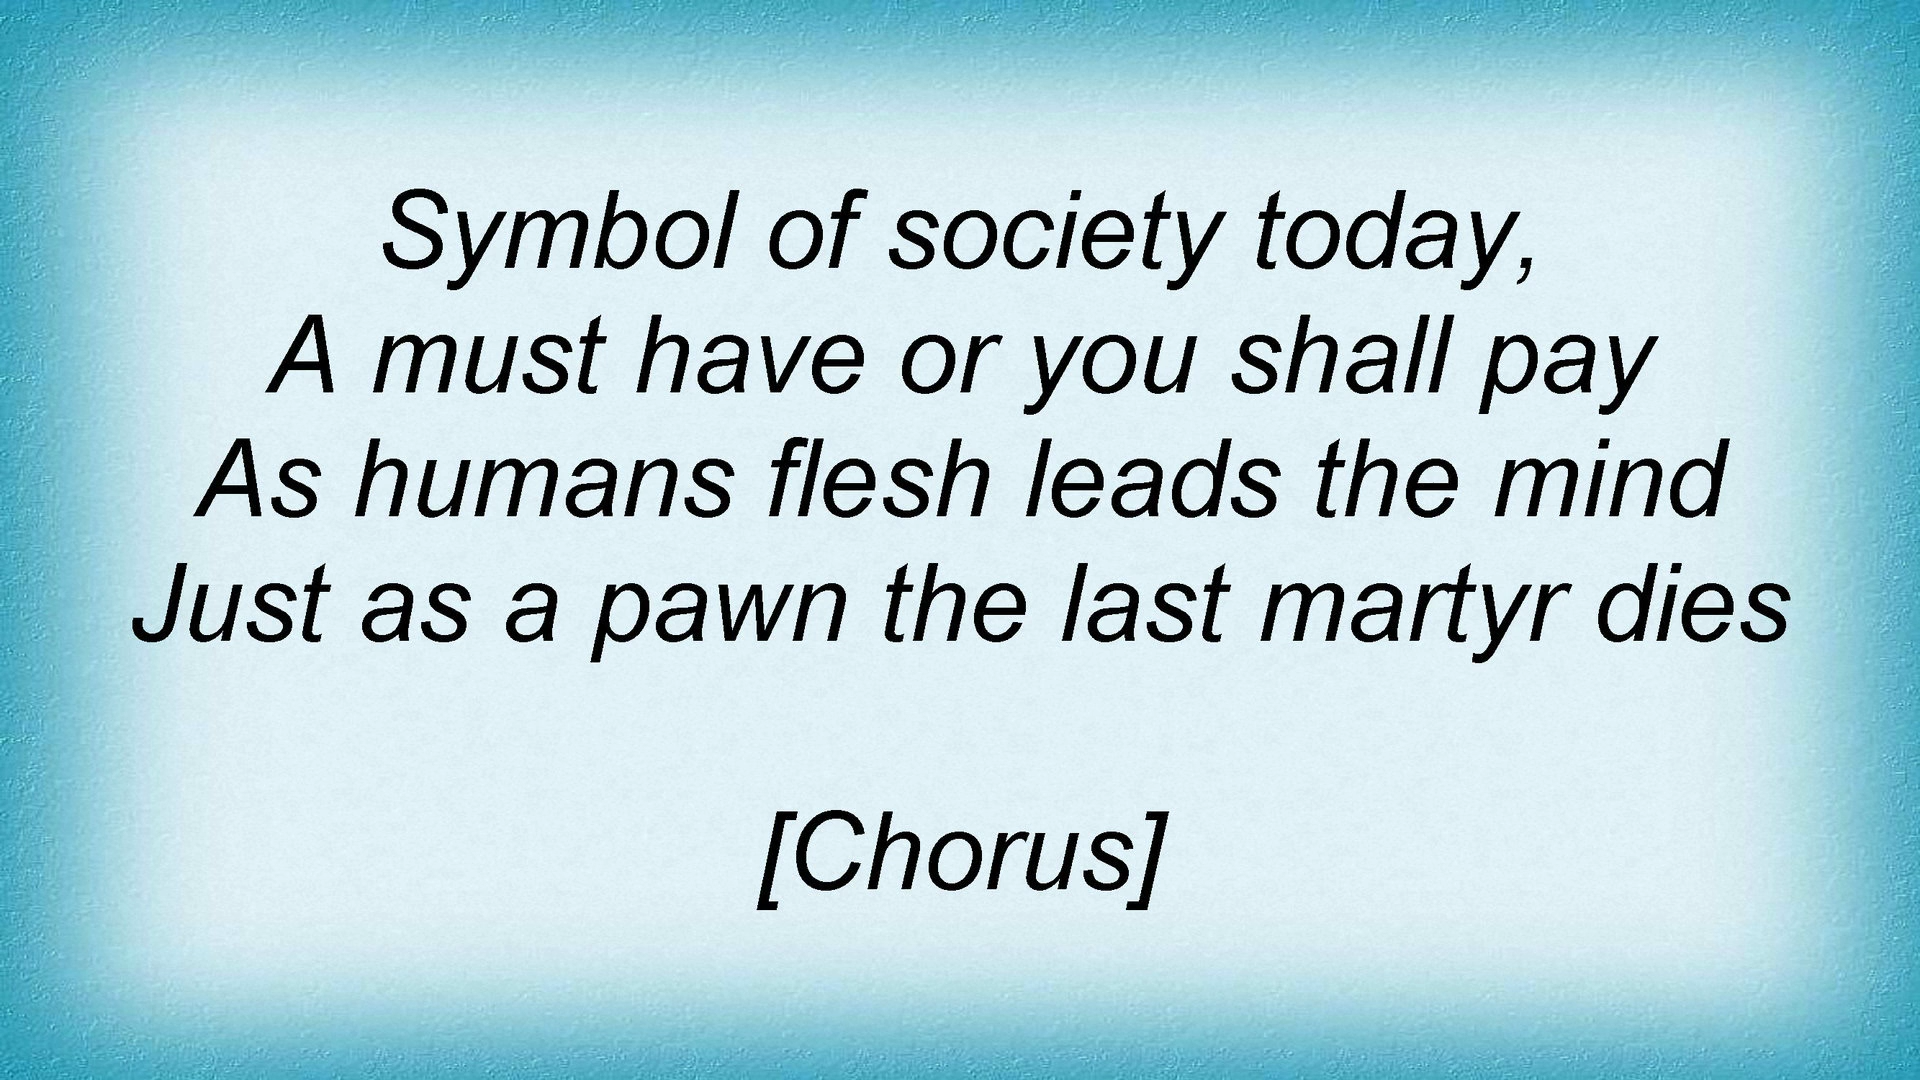 Symbol of society today,
A must have or you shall pay
As humans flesh leads the mind
Just as a pawn the last martyr dies
[Chorus]